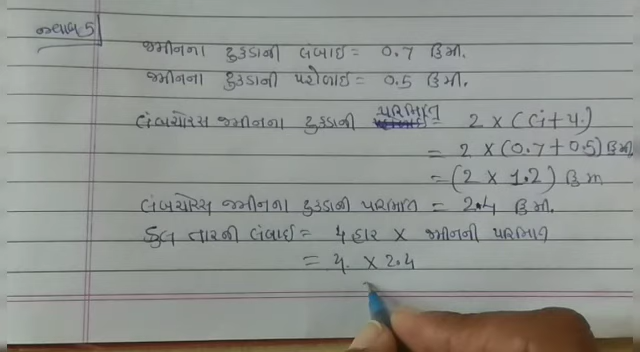 જવાબ 5
જમીનના ટુકડાની લંબાઇ = 0.7 કિમી.
જમીનના ટુકડાની પહોળાઇ = 0.5 કિમી.
લંબચોરસ જમીનના ટુકડાની પરિમિતિ = 2 × (લં + પ.)
= 2 × (0.7 + 0.5) કિમી
= (2 × 1.2) કિમ
લંબચોરસ જમીનના ટુકડાની પરિમિતિ = 2.4 કિમી.
કુલ તારની લંબાઈ = 4 હાર × જમીનની પરિમિતિ
= 4. × 2.4